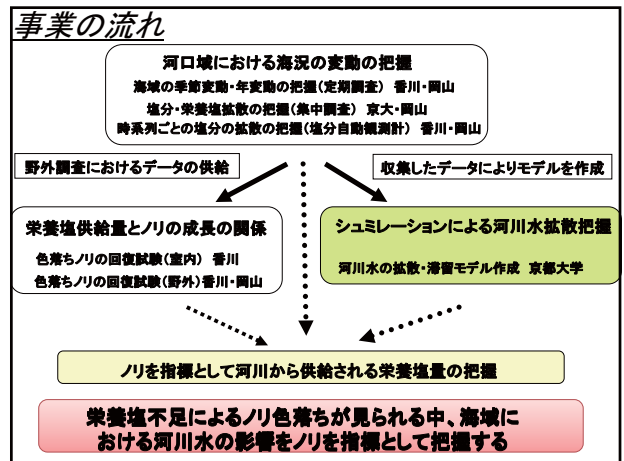 事業の流れ
河口域における海況の変動の把握
海域の季節変動・年変動の把握(定期調査) 香川・岡山
塩分・栄養塩拡散の把握(集中調査) 京大・岡山
時系列ごとの塩分の拡散の把握(塩分自動観測計) 香川・岡山
野外調査におけるデータの供給
収集したデータによりモデルを作成
栄養塩供給量とノリの成長の関係
色落ちノリの回復試験(室内) 香川
色落ちノリの回復試験(野外)香川・岡山
シュミレーションによる河川水拡散把握
河川水の拡散・滞留モデル作成 京都大学
ノリを指標として河川から供給される栄養塩量の把握
栄養塩不足によるノリ色落ちが見られる中、海域に
おける河川水の影響をノリを指標として把握する